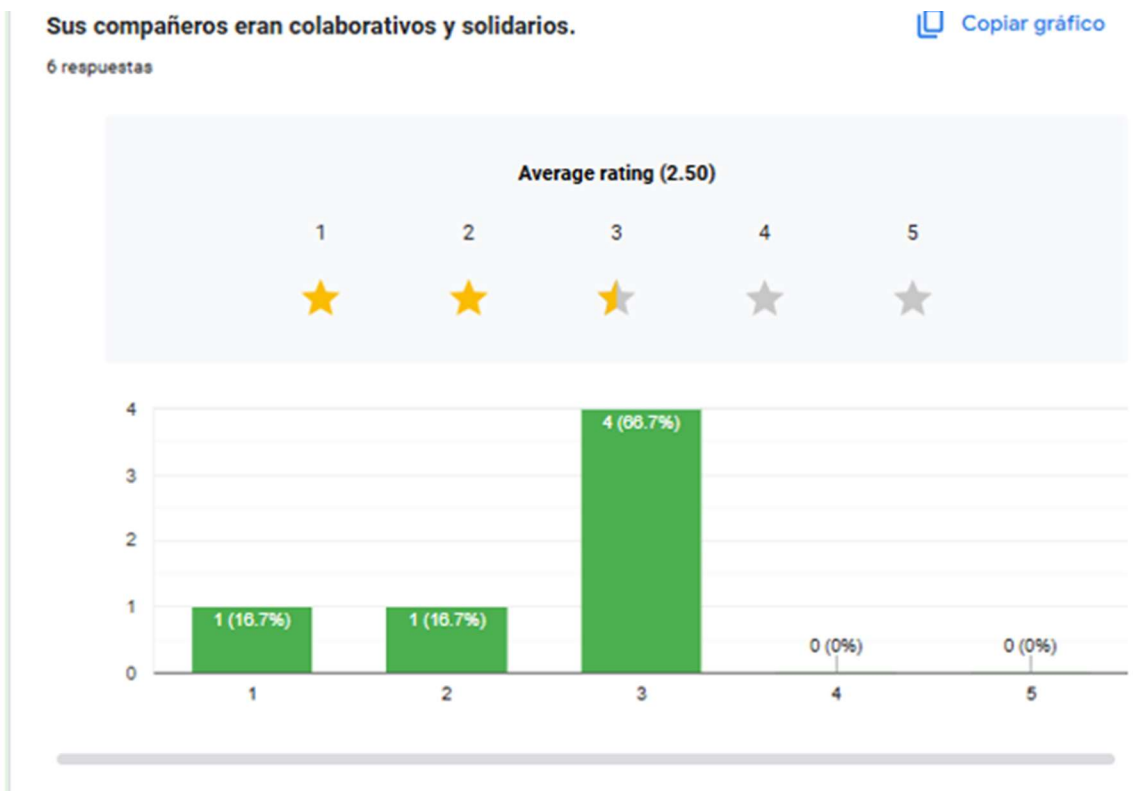 Sus compañeros eran colaborativos y solidarios.
Copiar gráfico
6 respuestas
Average rating (2.50)
1 2 3 4 5
4
3
2
1
0
4 (66.7%)
1 (16.7%) 1 (16.7%)
0 (0%) 0 (0%)
1 2 3 4 5